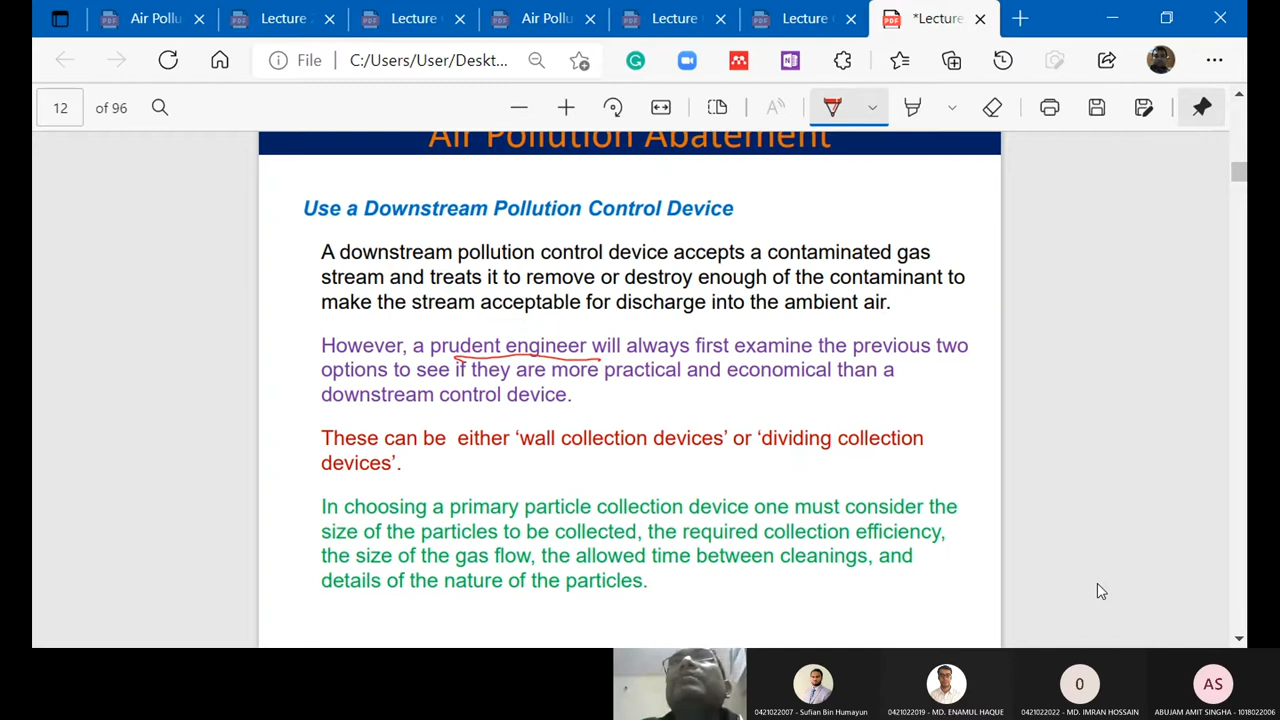 Air Pollu
Lecture
Lecture
Air Pollu
Lecture
Lecture
*Lecture
File
C:/Users/User/Deskt...
12
of 96
Air Pollution Abatement
Use a Downstream Pollution Control Device
A downstream pollution control device accepts a contaminated gas
stream and treats it to remove or destroy enough of the contaminant to
make the stream acceptable for discharge into the ambient air.
However, a prudent engineer will always first examine the previous two
options to see if they are more practical and economical than a
downstream control device.
These can be either ‘wall collection devices’ or ‘dividing collection
devices’.
In choosing a primary particle collection device one must consider the
size of the particles to be collected, the required collection efficiency,
the size of the gas flow, the allowed time between cleanings, and
details of the nature of the particles.
0
AS
0421022007 - Sufian Bin Humayun
0421022019 - MD. ENAMUL HAQUE
0421022022 - MD. IMRAN HOSSAIN
ABUJAM AMIT SINGHA - 1018022006